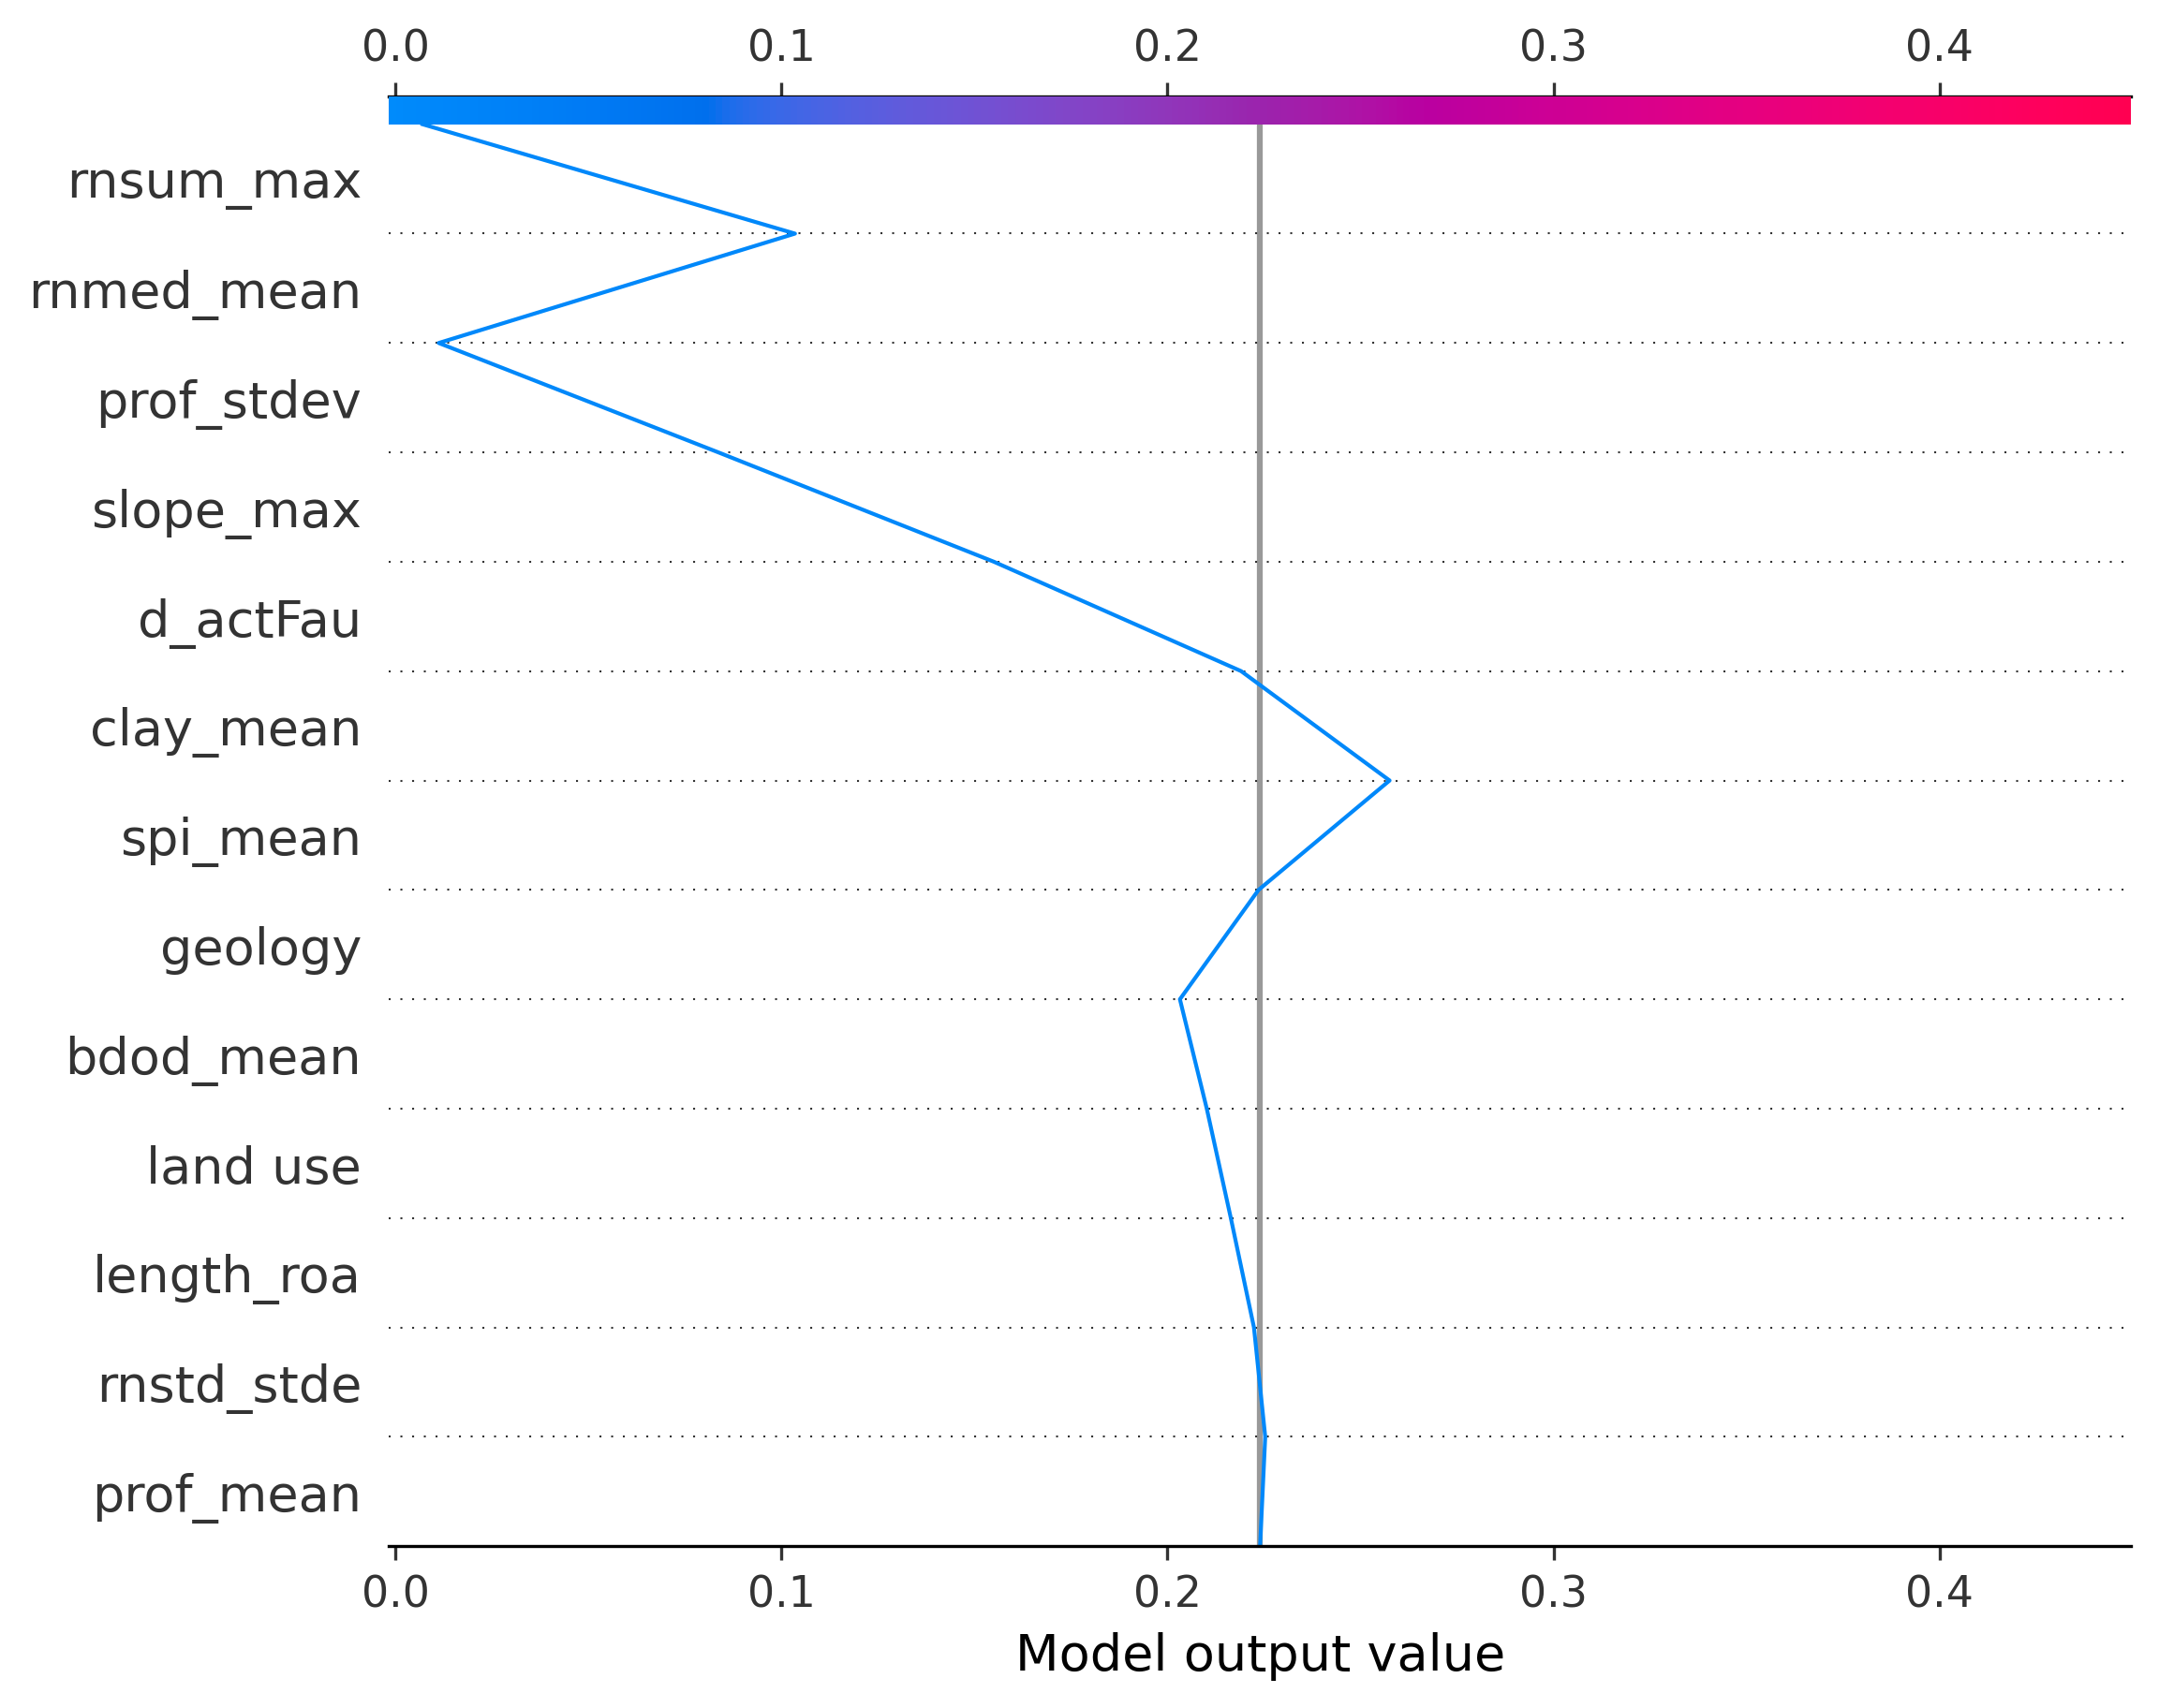 0.0 0.1 0.2 0.3 0.4
rnsum_max
rnmed_mean
prof_stdev
slope_max
d_actFau
clay_mean
spi_mean
geology
bdod_mean
land use
length_roa
rnstd_stde
prof_mean
0.0 0.1 0.2 0.3 0.4
Model output value